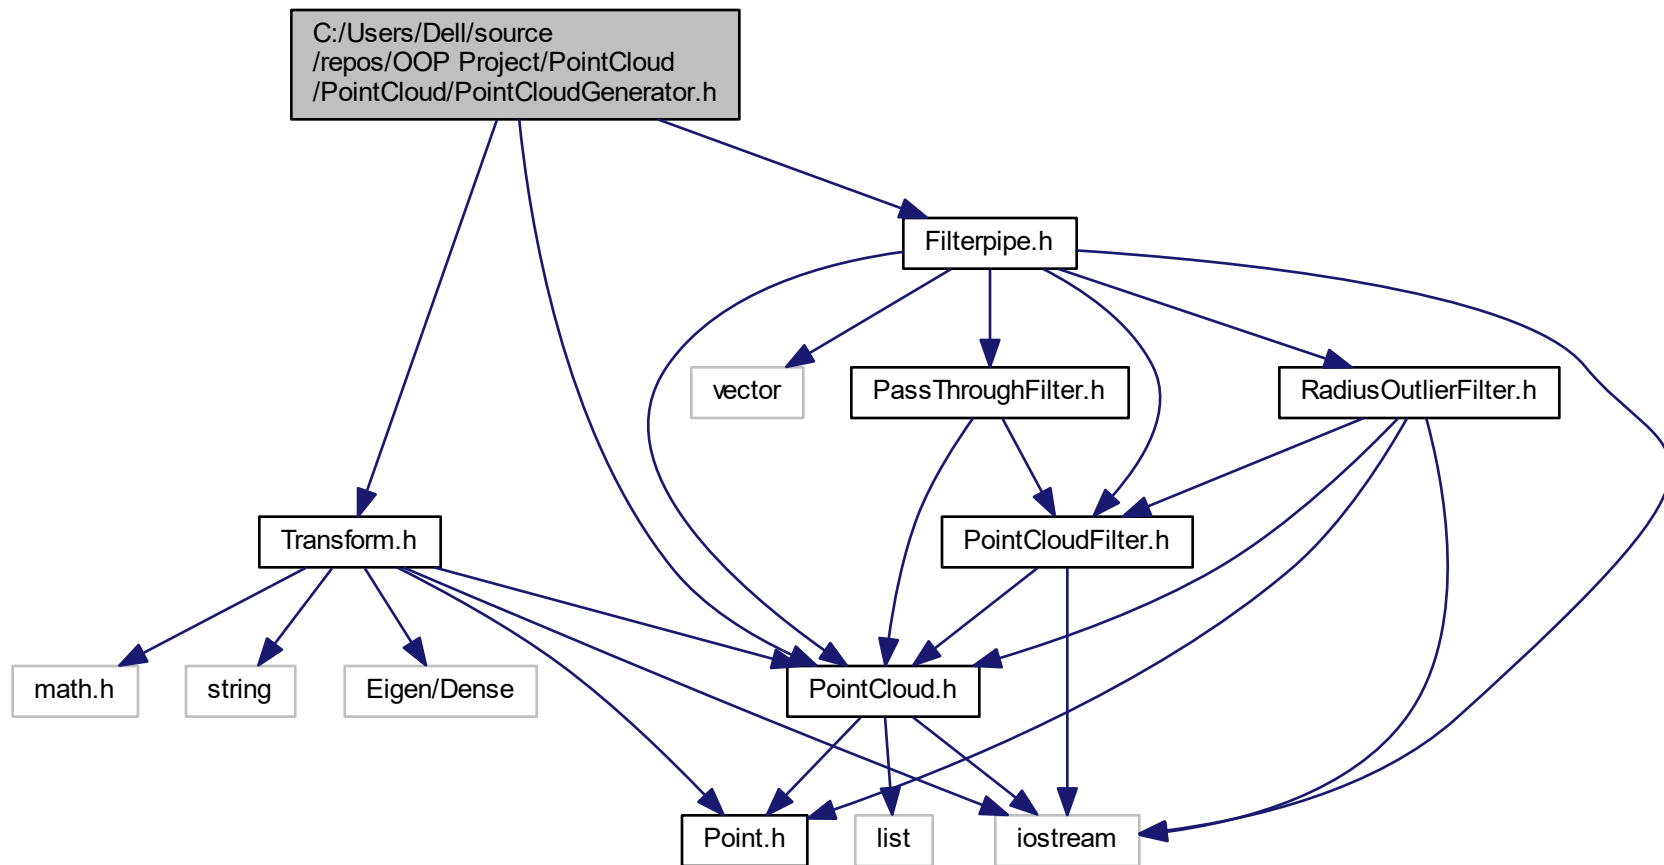 C:/Users/Dell/source
/repos/OOP Project/PointCloud
/PointCloud/PointCloudGenerator.h
Filterpipe.h
vector
PassThroughFilter.h
RadiusOutlierFilter.h
Transform.h
PointCloudFilter.h
math.h
string
Eigen/Dense
PointCloud.h
Point.h
list
iostream